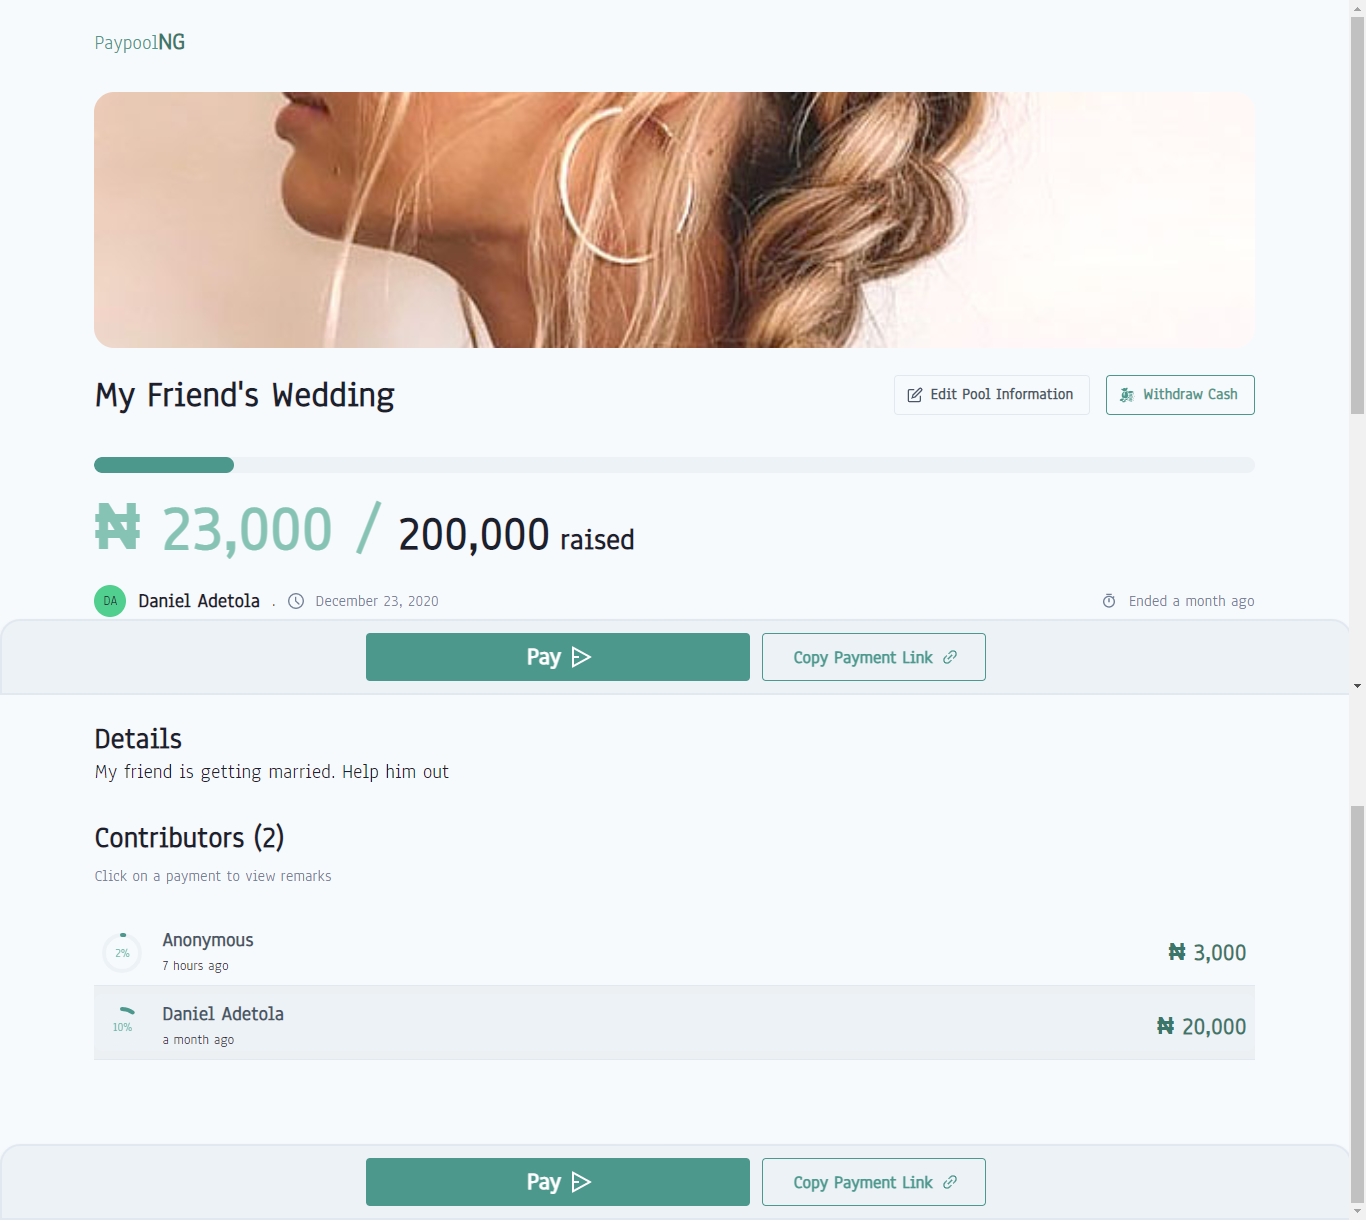 PaypoolNG
My Friend's Wedding
Edit Pool Information
Withdraw Cash
₦ 23,000 / 200,000 raised
DA Daniel Adetola . December 23, 2020
Ended a month ago
Pay
Copy Payment Link
Details
My friend is getting married. Help him out
Contributors (2)
Click on a payment to view remarks
2%
Anonymous
7 hours ago
₦ 3,000
10%
Daniel Adetola
a month ago
₦ 20,000
Pay
Copy Payment Link